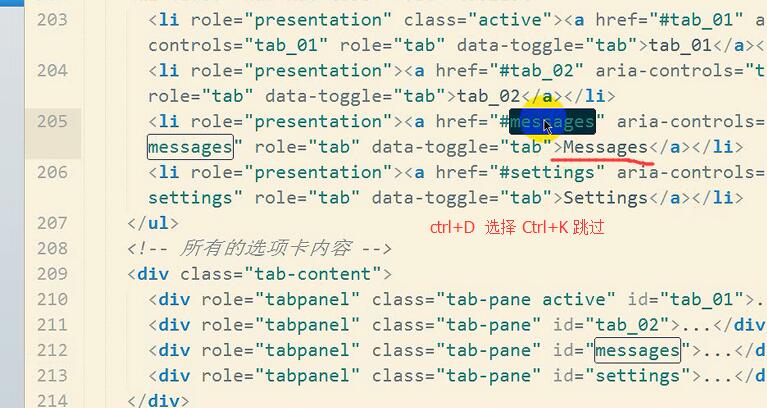 203 <li role="presentation" class="active"><a href="#tab_01" a
controls="tab_01" role="tab" data-toggle="tab">tab_01</a><
204 <li role="presentation"><a href="#tab_02" aria-controls="t
role="tab" data-toggle="tab">tab_02</a></li>
205 <li role="presentation"><a href="#messages" aria-controls=
messages" role="tab" data-toggle="tab">Messages</a></li>
206 <li role="presentation"><a href="#settings" aria-controls=
settings" role="tab" data-toggle="tab">Settings</a></li>
207 </ul>
ctrl+D 选择 Ctrl+K 跳过
208 <!-- 所有的选项卡内容 -->
209 <div class="tab-content">
210 <div role="tabpanel" class="tab-pane active" id="tab_01">.
211 <div role="tabpanel" class="tab-pane" id="tab_02">...</div
212 <div role="tabpanel" class="tab-pane" id="messages">...</d
213 <div role="tabpanel" class="tab-pane" id="settings">...</d
214 </div>